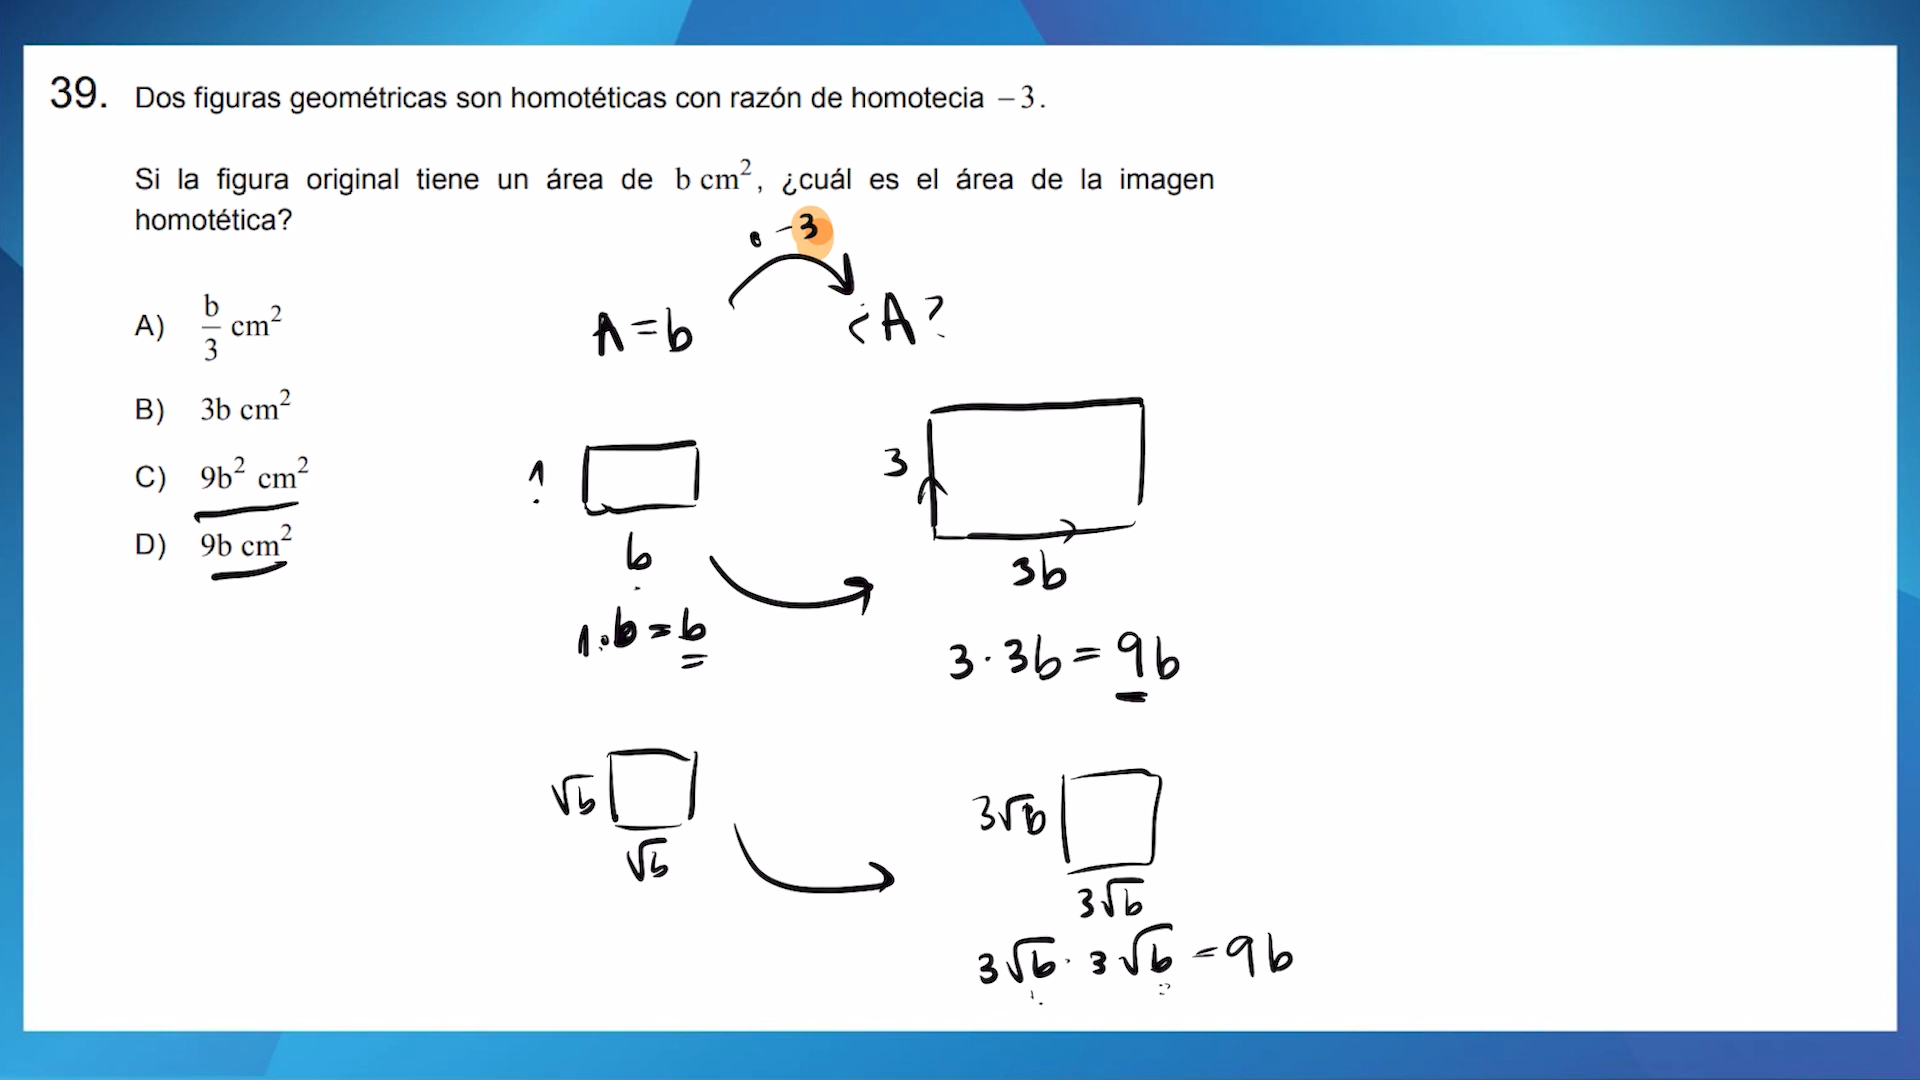 39. Dos figuras geométricas son homotéticas con razón de homotecia −3.
Si la figura original tiene un área de b cm², ¿cuál es el área de la imagen
homotética?
A) b/3 cm²
B) 3b cm²
C) 9b² cm²
D) 9b cm²
· −3
A = b
¿A?
1
b
1·b = b
3
3b
3·3b = 9b
√b
√b
3√b
3√b
3√b · 3√b = 9b